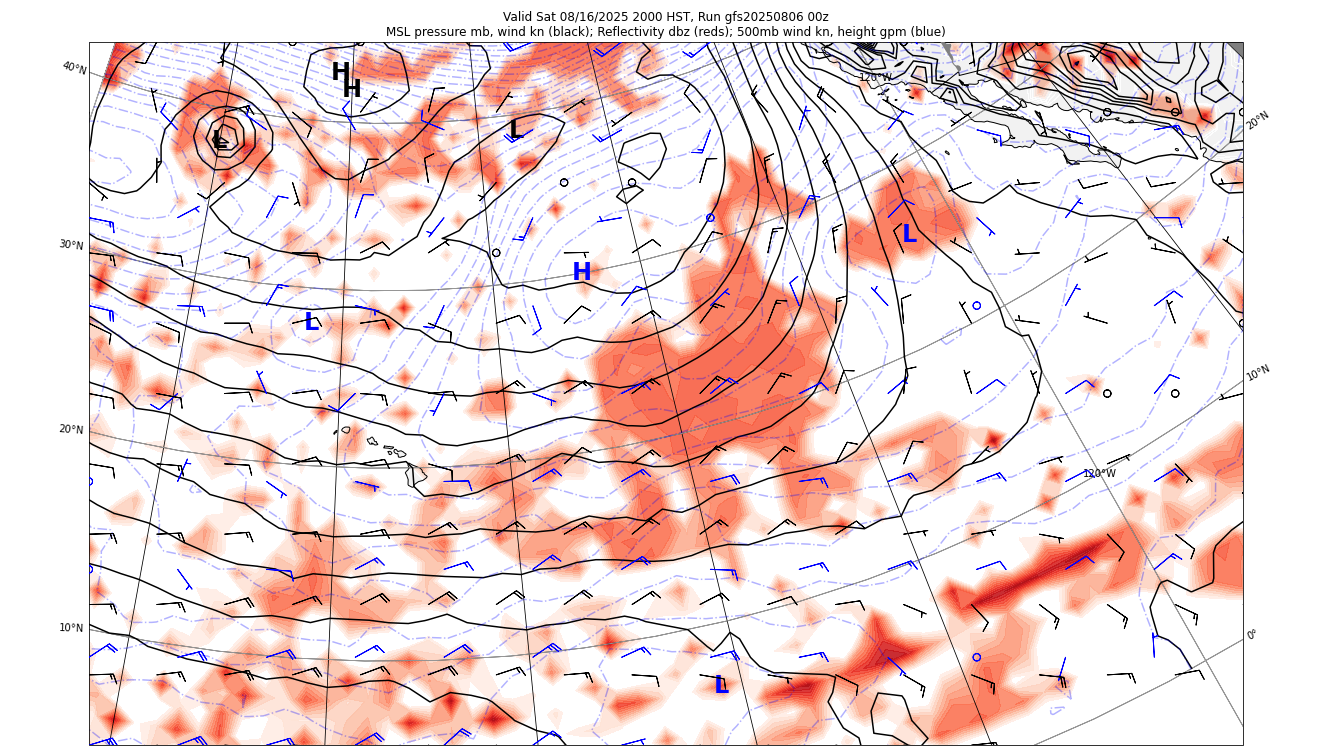 Valid Sat 08/16/2025 2000 HST, Run gfs20250806 00z
MSL pressure mb, wind kn (black); Reflectivity dbz (reds); 500mb wind kn, height gpm (blue)
40°N
H
H
120°W
20°N
L
L
30°N
L
H
L
10°N
20°N
120°W
10°N
0°
L